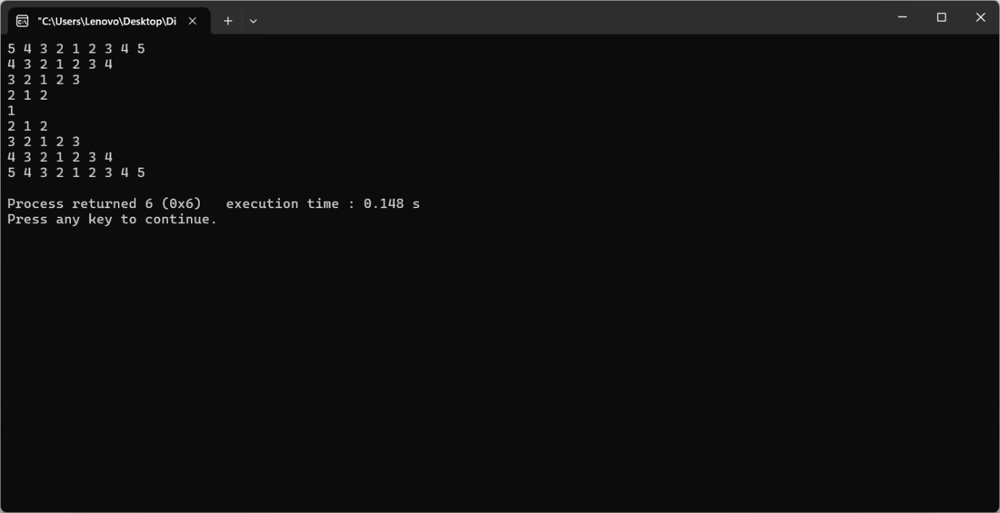 "C:\Users\Lenovo\Desktop\Di
5 4 3 2 1 2 3 4 5
4 3 2 1 2 3 4
3 2 1 2 3
2 1 2
1
2 1 2
3 2 1 2 3
4 3 2 1 2 3 4
5 4 3 2 1 2 3 4 5
Process returned 6 (0x6)   execution time : 0.148 s
Press any key to continue.